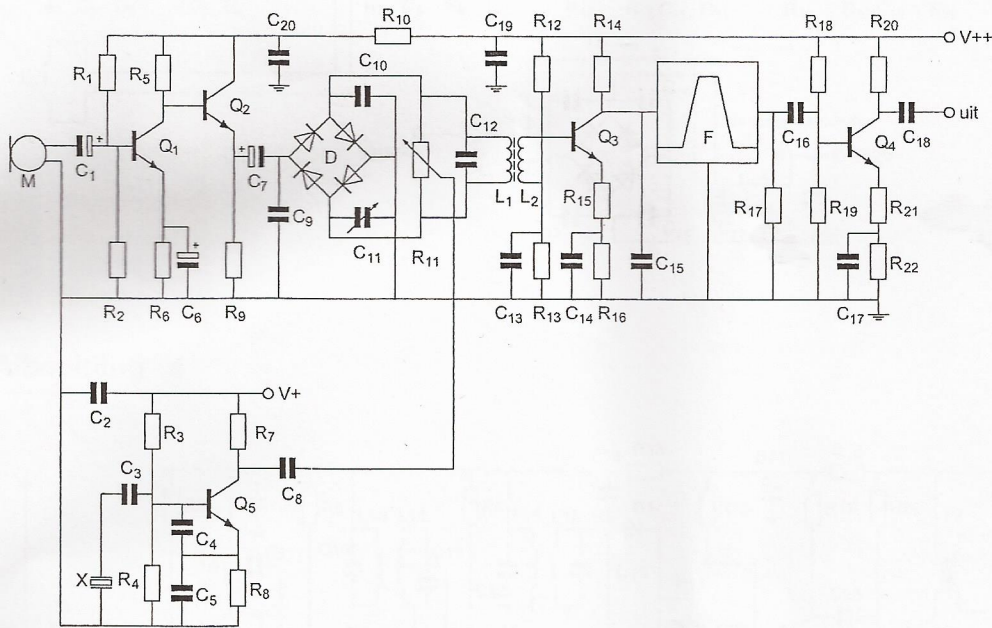 C20 R10 C19 R12 R14 R18 R20 V++
R1 R5 C10
Q2 C12 Q3 F C16 uit
+ Q1 + D Q4 C18
M C1 C7 L1 L2 R15 R17 R19 R21
C9 C11 R11 C15 R22
+
R2 R6 C6 R9 C13 R13 C14 R16 C17
C2 V+
R3 R7
C3 C8
Q5
C4
X R4 C5 R8